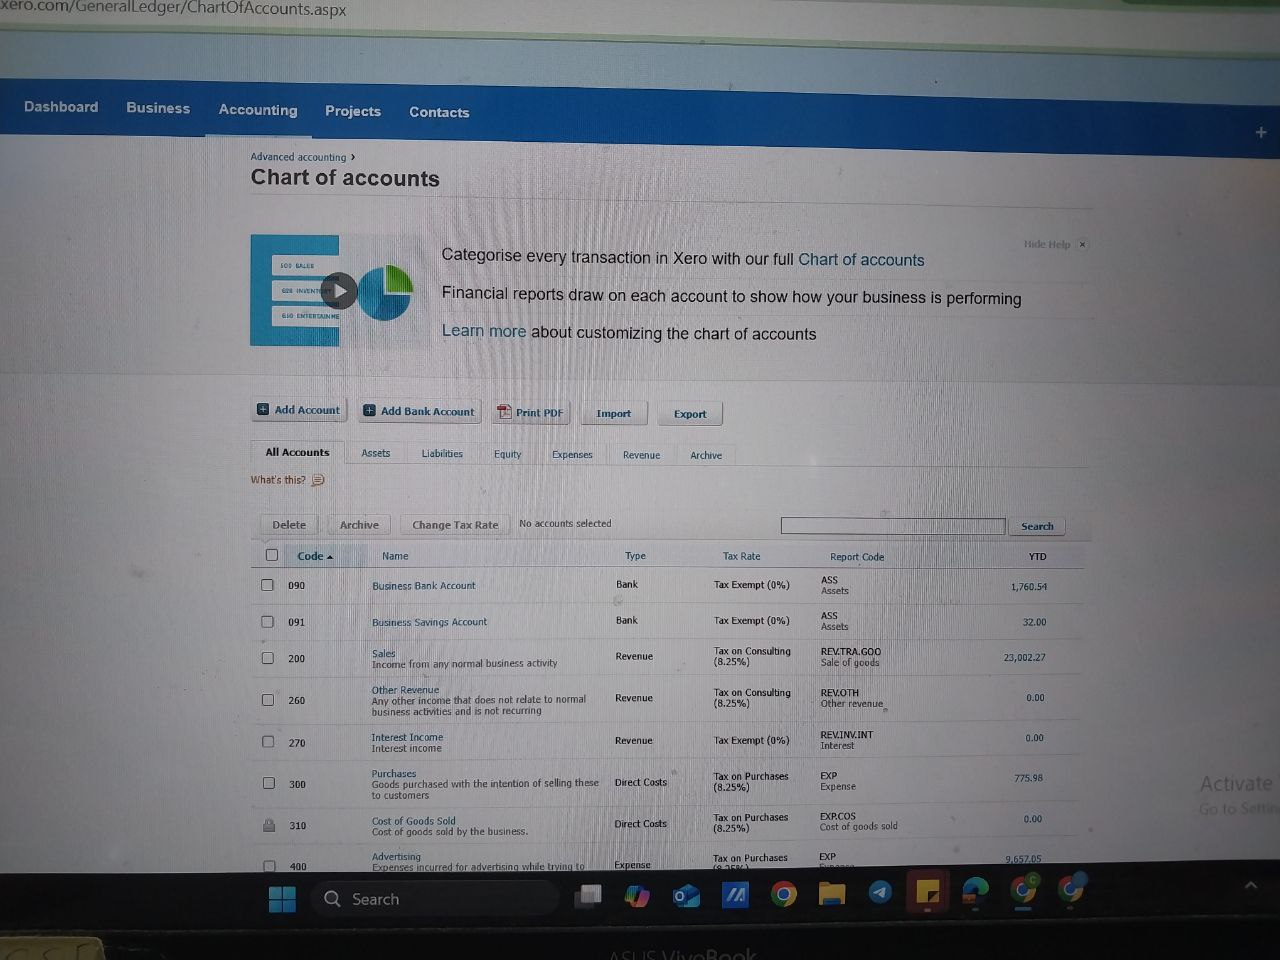 xero.com/GeneralLedger/ChartOfAccounts.aspx
Dashboard Business Accounting Projects Contacts +
Advanced accounting ›
Chart of accounts
Hide Help ×
500 SALES
Categorise every transaction in Xero with our full Chart of accounts
Financial reports draw on each account to show how your business is performing
Learn more about customizing the chart of accounts
Add Account Add Bank Account Print PDF Import Export
All Accounts Assets Liabilities Equity Expenses Revenue Archive
What's this?
Delete Archive Change Tax Rate No accounts selected Search
Code Name Type Tax Rate Report Code YTD
090 Business Bank Account Bank Tax Exempt (0%) ASS 1,760.54
Assets
091 Business Savings Account Bank Tax Exempt (0%) ASS 32.00
Assets
200 Sales Revenue Tax on Consulting REV.TRA.GOO 23,002.27
Income from any normal business activity (8.25%) Sale of goods
260 Other Revenue Revenue Tax on Consulting REV.OTH 0.00
Any other income that does not relate to normal (8.25%) Other revenue
business activities and is not recurring
270 Interest Income Revenue Tax Exempt (0%) REV.INV.INT 0.00
Interest income Interest
300 Purchases Direct Costs Tax on Purchases EXP 775.98
Goods purchased with the intention of selling these (8.25%) Expense
to customers
310 Cost of Goods Sold Direct Costs Tax on Purchases EXP.COS 0.00
Cost of goods sold by the business. (8.25%) Cost of goods sold
400 Advertising Expense Tax on Purchases EXP 9,657.05
Expenses incurred for advertising while trying to (8.25%)
Activate
Go to Settin
Search
ASUS VivoBook